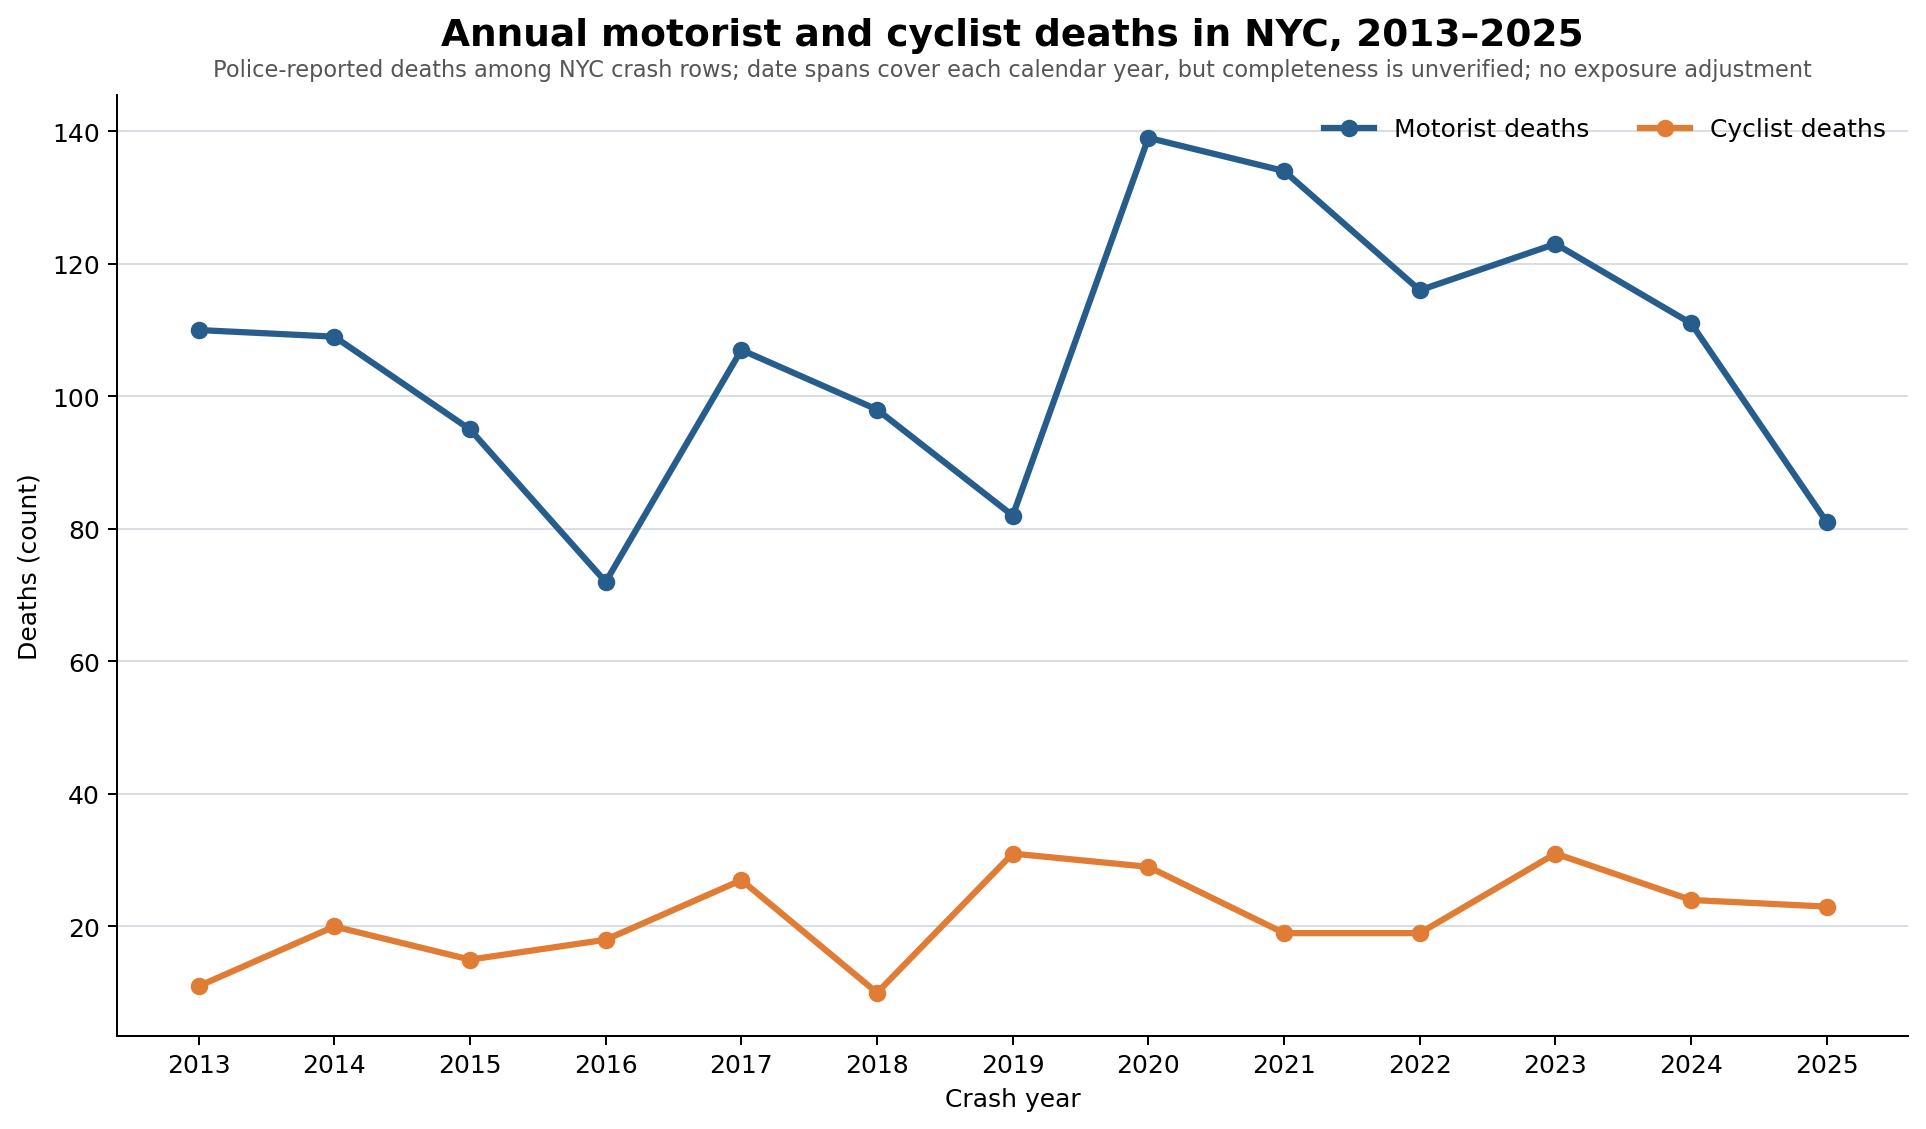 Annual motorist and cyclist deaths in NYC, 2013–2025
Police-reported deaths among NYC crash rows; date spans cover each calendar year, but completeness is unverified; no exposure adjustment
Motorist deaths
Cyclist deaths
Deaths (count)
140
120
100
80
60
40
20
2013 2014 2015 2016 2017 2018 2019 2020 2021 2022 2023 2024 2025
Crash year